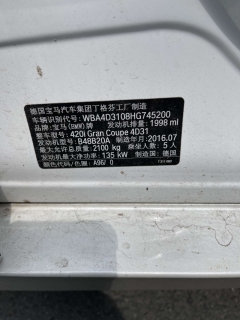 德国宝马汽车集团丁格芬工厂制造
车辆识别代号: WBA4D3108HG745200
品牌: 宝马(BMW)牌 发动机排量: 1998 ml
整车型号: 420i Gran Coupe 4D31
发动机型号: B48B20A 制造年月: 2016.07
最大允许总质量: 2100 kg 乘坐人数: 5 人
发动机最大净功率: 135 kW 制造国: 德国
颜色代码/色板: A96/ 0